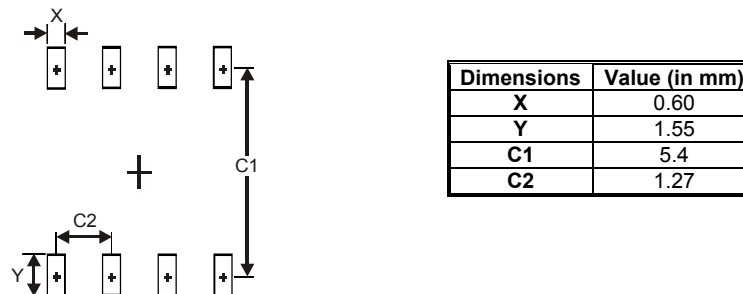 X
C1
C2
Y
Dimensions Value (in mm)
X 0.60
Y 1.55
C1 5.4
C2 1.27